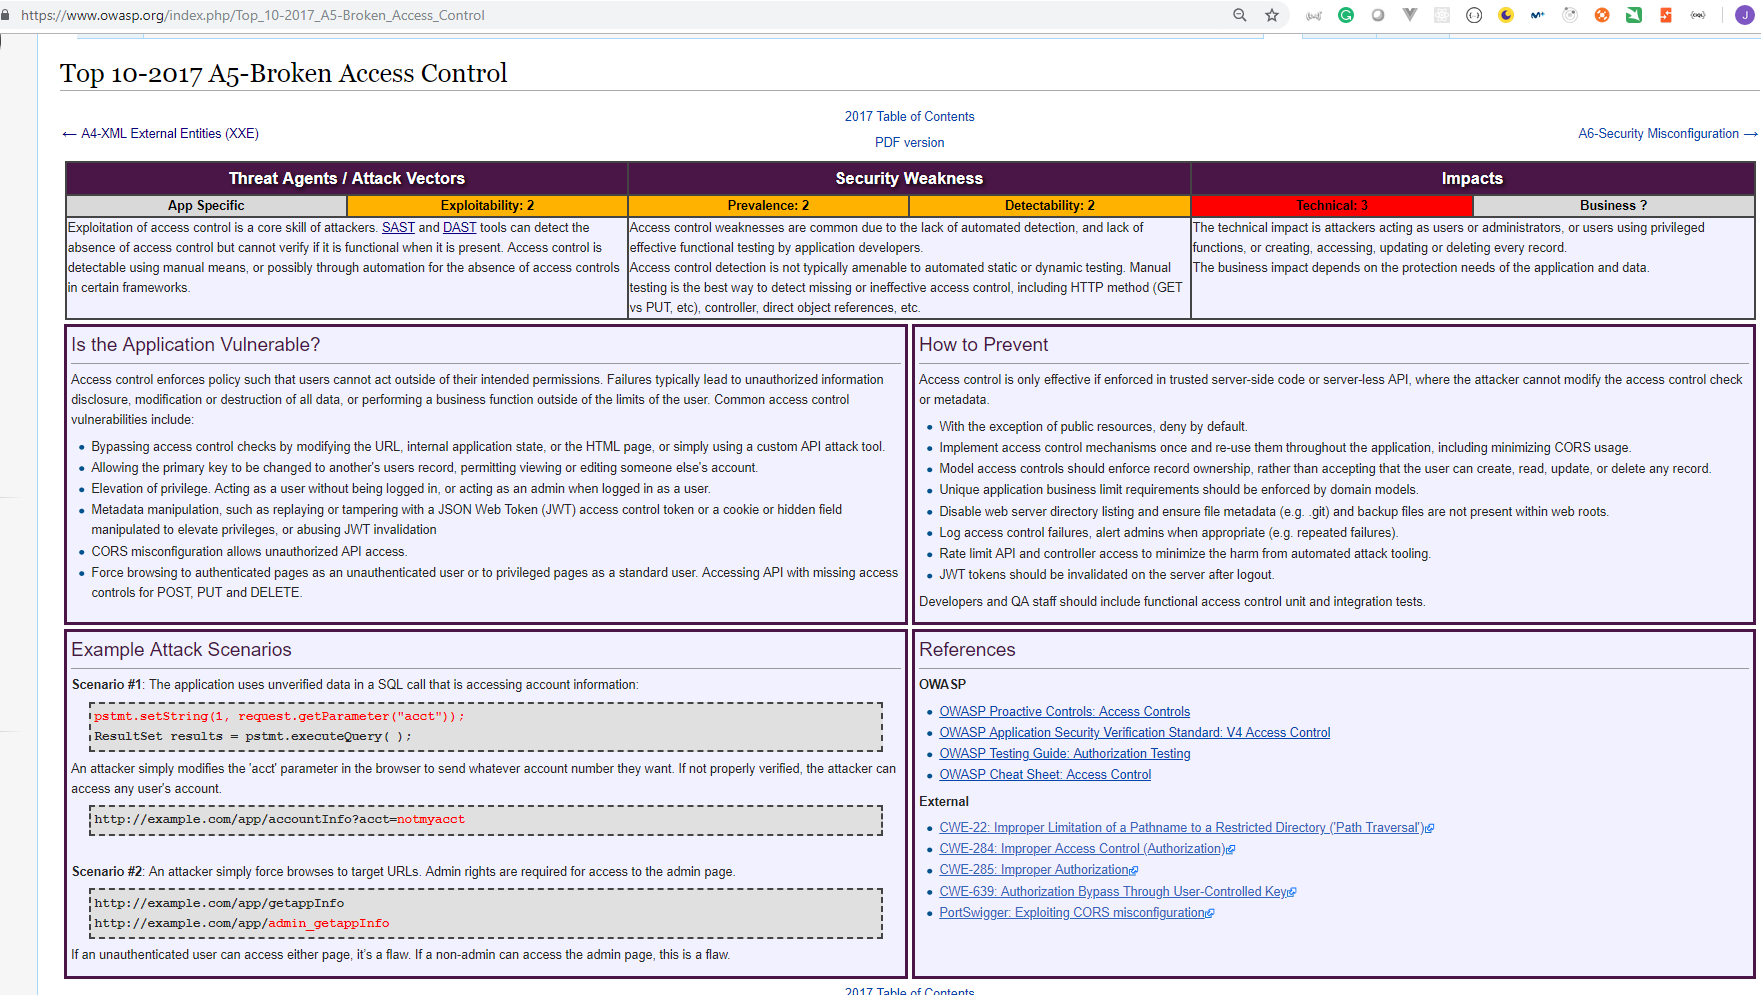 https://www.owasp.org/index.php/Top_10-2017_A5-Broken_Access_Control
Top 10-2017 A5-Broken Access Control
2017 Table of Contents
← A4-XML External Entities (XXE)
A6-Security Misconfiguration →
PDF version
Threat Agents / Attack Vectors
Security Weakness
Impacts
App Specific
Exploitability: 2
Prevalence: 2
Detectability: 2
Technical: 3
Business ?
Exploitation of access control is a core skill of attackers. SAST and DAST tools can detect the
absence of access control but cannot verify if it is functional when it is present. Access control is
detectable using manual means, or possibly through automation for the absence of access controls
in certain frameworks.
Access control weaknesses are common due to the lack of automated detection, and lack of
effective functional testing by application developers.
Access control detection is not typically amenable to automated static or dynamic testing. Manual
testing is the best way to detect missing or ineffective access control, including HTTP method (GET
vs PUT, etc), controller, direct object references, etc.
The technical impact is attackers acting as users or administrators, or users using privileged
functions, or creating, accessing, updating or deleting every record.
The business impact depends on the protection needs of the application and data.
Is the Application Vulnerable?
Access control enforces policy such that users cannot act outside of their intended permissions. Failures typically lead to unauthorized information
disclosure, modification or destruction of all data, or performing a business function outside of the limits of the user. Common access control
vulnerabilities include:
• Bypassing access control checks by modifying the URL, internal application state, or the HTML page, or simply using a custom API attack tool.
• Allowing the primary key to be changed to another's users record, permitting viewing or editing someone else's account.
• Elevation of privilege. Acting as a user without being logged in, or acting as an admin when logged in as a user.
• Metadata manipulation, such as replaying or tampering with a JSON Web Token (JWT) access control token or a cookie or hidden field
manipulated to elevate privileges, or abusing JWT invalidation
• CORS misconfiguration allows unauthorized API access.
• Force browsing to authenticated pages as an unauthenticated user or to privileged pages as a standard user. Accessing API with missing access
controls for POST, PUT and DELETE.
How to Prevent
Access control is only effective if enforced in trusted server-side code or server-less API, where the attacker cannot modify the access control check
or metadata.
• With the exception of public resources, deny by default.
• Implement access control mechanisms once and re-use them throughout the application, including minimizing CORS usage.
• Model access controls should enforce record ownership, rather than accepting that the user can create, read, update, or delete any record.
• Unique application business limit requirements should be enforced by domain models.
• Disable web server directory listing and ensure file metadata (e.g. .git) and backup files are not present within web roots.
• Log access control failures, alert admins when appropriate (e.g. repeated failures).
• Rate limit API and controller access to minimize the harm from automated attack tooling.
• JWT tokens should be invalidated on the server after logout.
Developers and QA staff should include functional access control unit and integration tests.
Example Attack Scenarios
Scenario #1: The application uses unverified data in a SQL call that is accessing account information:
pstmt.setString(1, request.getParameter("acct"));
ResultSet results = pstmt.executeQuery( );
An attacker simply modifies the 'acct' parameter in the browser to send whatever account number they want. If not properly verified, the attacker can
access any user's account.
http://example.com/app/accountInfo?acct=notmyacct
Scenario #2: An attacker simply force browses to target URLs. Admin rights are required for access to the admin page.
http://example.com/app/getappInfo
http://example.com/app/admin_getappInfo
If an unauthenticated user can access either page, it's a flaw. If a non-admin can access the admin page, this is a flaw.
References
OWASP
• OWASP Proactive Controls: Access Controls
• OWASP Application Security Verification Standard: V4 Access Control
• OWASP Testing Guide: Authorization Testing
• OWASP Cheat Sheet: Access Control
External
• CWE-22: Improper Limitation of a Pathname to a Restricted Directory ('Path Traversal')
• CWE-284: Improper Access Control (Authorization)
• CWE-285: Improper Authorization
• CWE-639: Authorization Bypass Through User-Controlled Key
• PortSwigger: Exploiting CORS misconfiguration
2017 Table of Contents